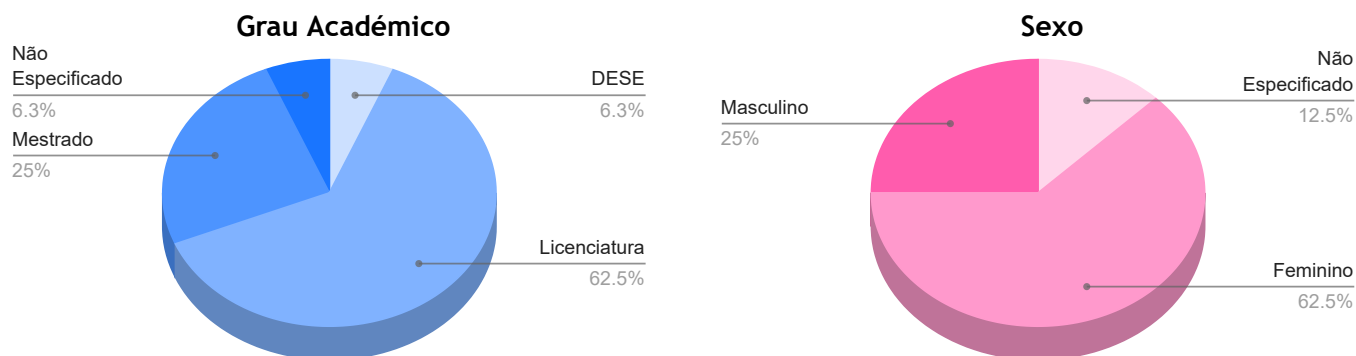 Grau Académico
Não
Especificado
6.3%
Mestrado
25%
DESE
6.3%
Licenciatura
62.5%
Sexo
Masculino
25%
Não
Especificado
12.5%
Feminino
62.5%